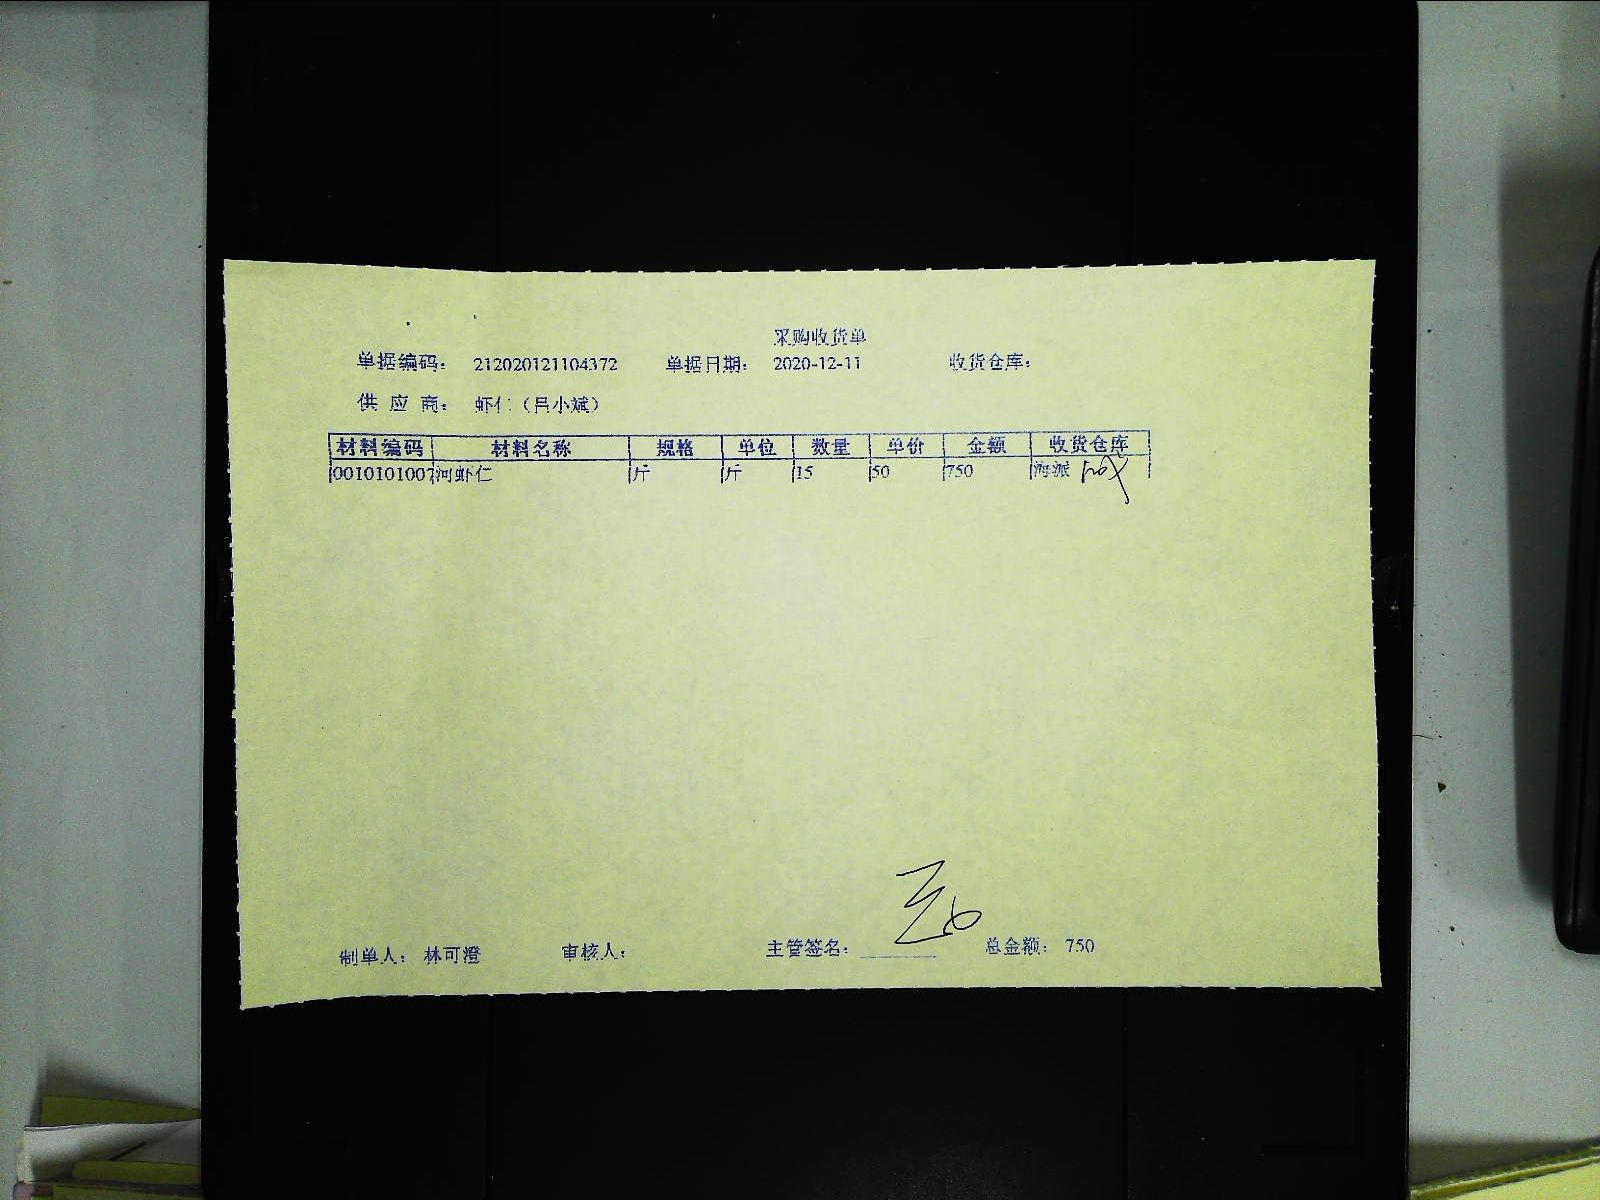 采购收货单
单据编码： 212020121104372 单据日期： 2020-12-11 收货仓库：
供 应 商： 虾仁（吕小斌）
材料编码 材料名称 规格 单位 数量 单价 金额 收货仓库
0010101007 河虾仁 斤 斤 15 50 750 海派
制单人： 林可澄 审核人： 主管签名： 总金额： 750